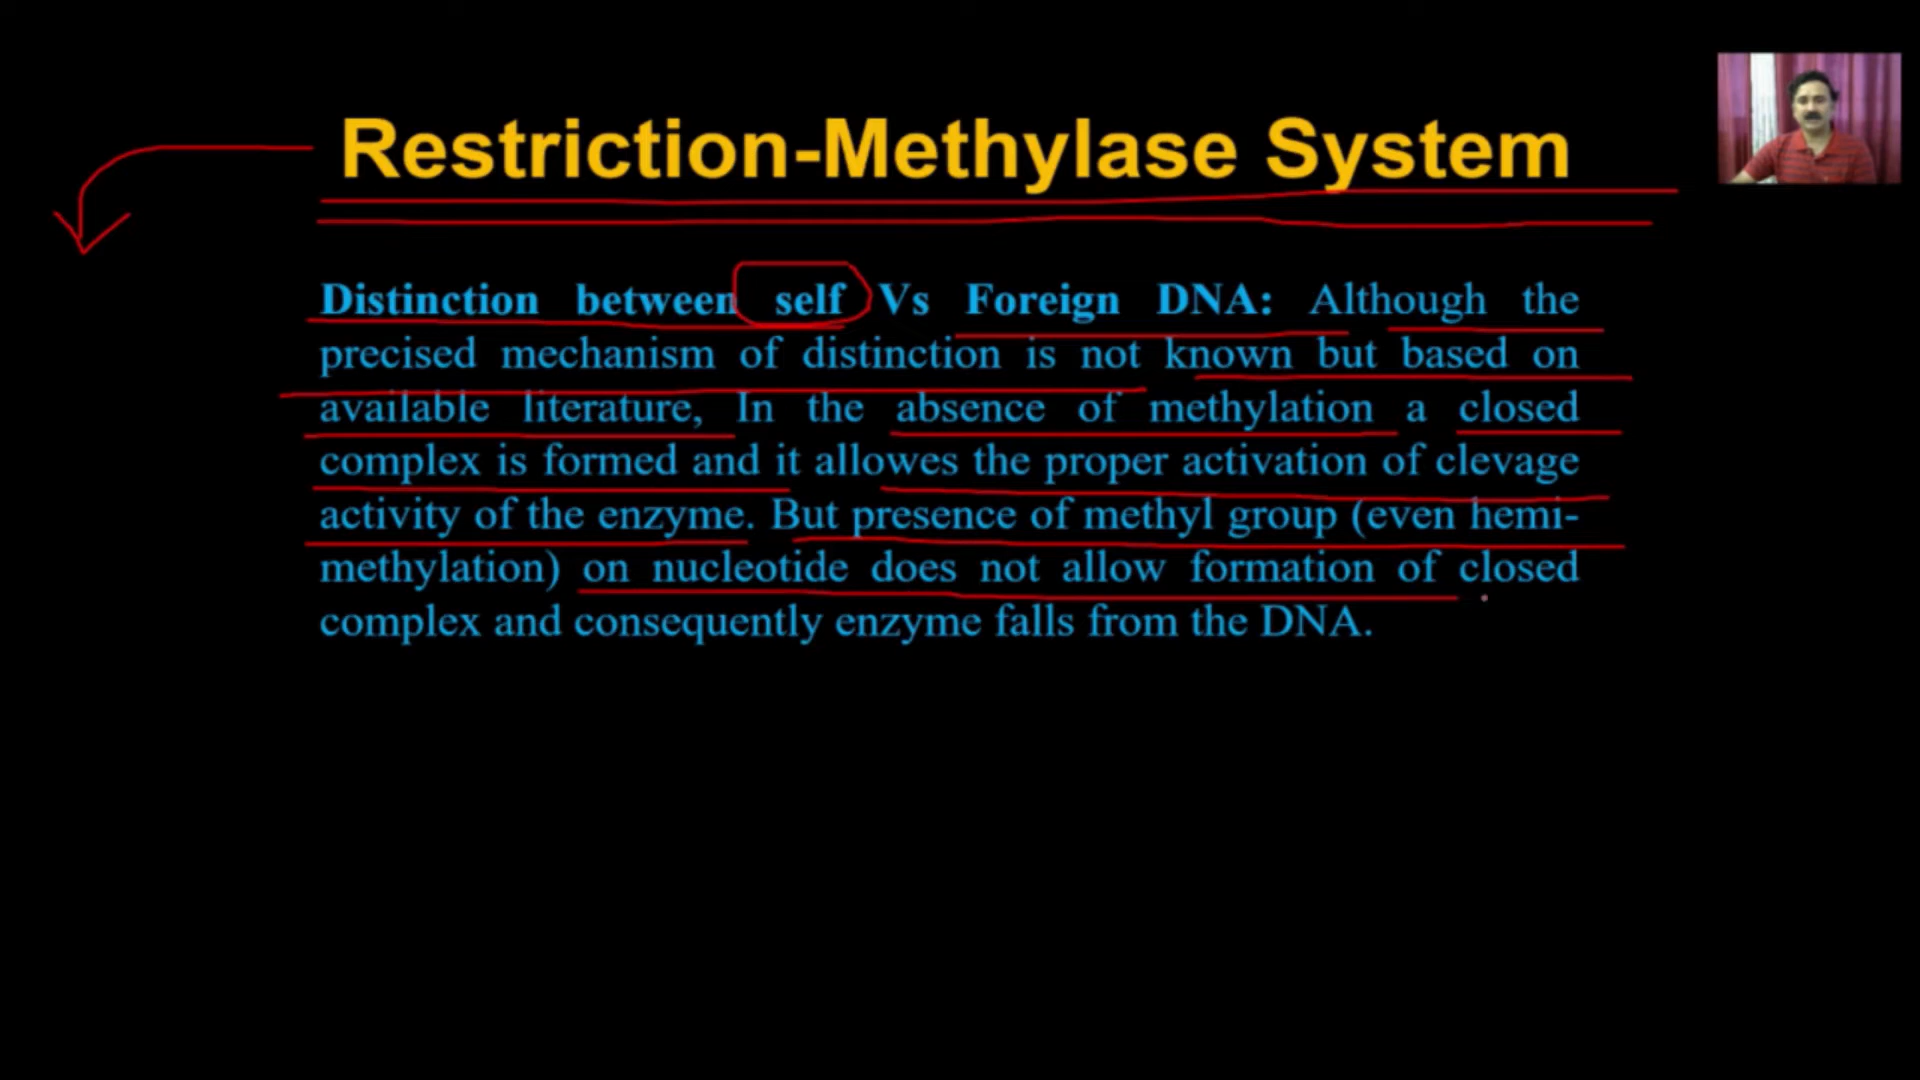 Restriction-Methylase System
Distinction between self Vs Foreign DNA: Although the
precised mechanism of distinction is not known but based on
available literature, In the absence of methylation a closed
complex is formed and it allowes the proper activation of clevage
activity of the enzyme. But presence of methyl group (even hemi-
methylation) on nucleotide does not allow formation of closed
complex and consequently enzyme falls from the DNA.